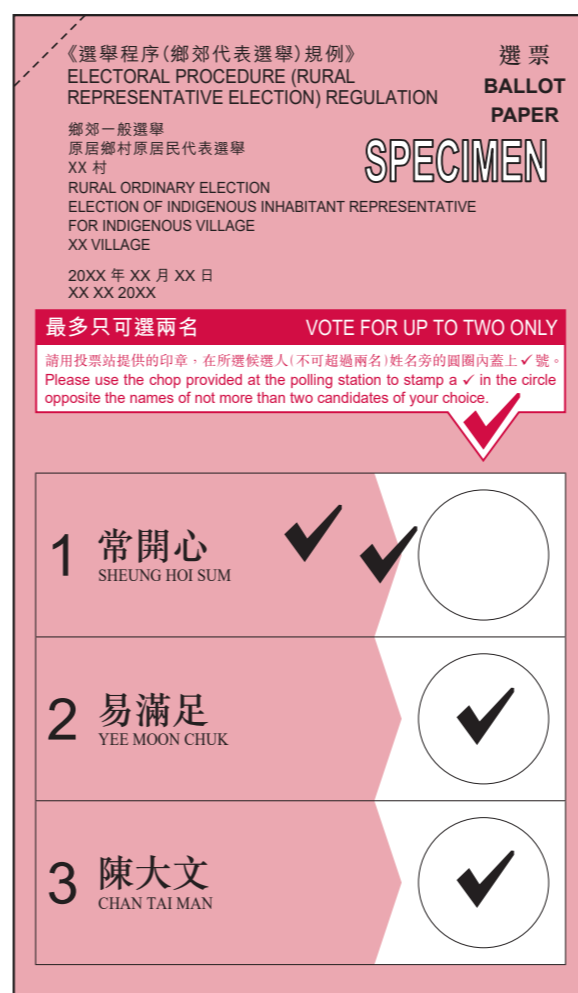 《選舉程序(鄉郊代表選舉)規例》
ELECTORAL PROCEDURE (RURAL
REPRESENTATIVE ELECTION) REGULATION
選票
BALLOT
PAPER
SPECIMEN
鄉郊一般選舉
原居鄉村原居民代表選舉
XX 村
RURAL ORDINARY ELECTION
ELECTION OF INDIGENOUS INHABITANT REPRESENTATIVE
FOR INDIGENOUS VILLAGE
XX VILLAGE
20XX 年 XX 月 XX 日
XX XX 20XX
最多只可選兩名 VOTE FOR UP TO TWO ONLY
請用投票站提供的印章，在所選候選人(不可超過兩名)姓名旁的圓圈內蓋上✓號。
Please use the chop provided at the polling station to stamp a ✓ in the circle
opposite the names of not more than two candidates of your choice.
1 常開心
SHEUNG HOI SUM
2 易滿足
YEE MOON CHUK
3 陳大文
CHAN TAI MAN